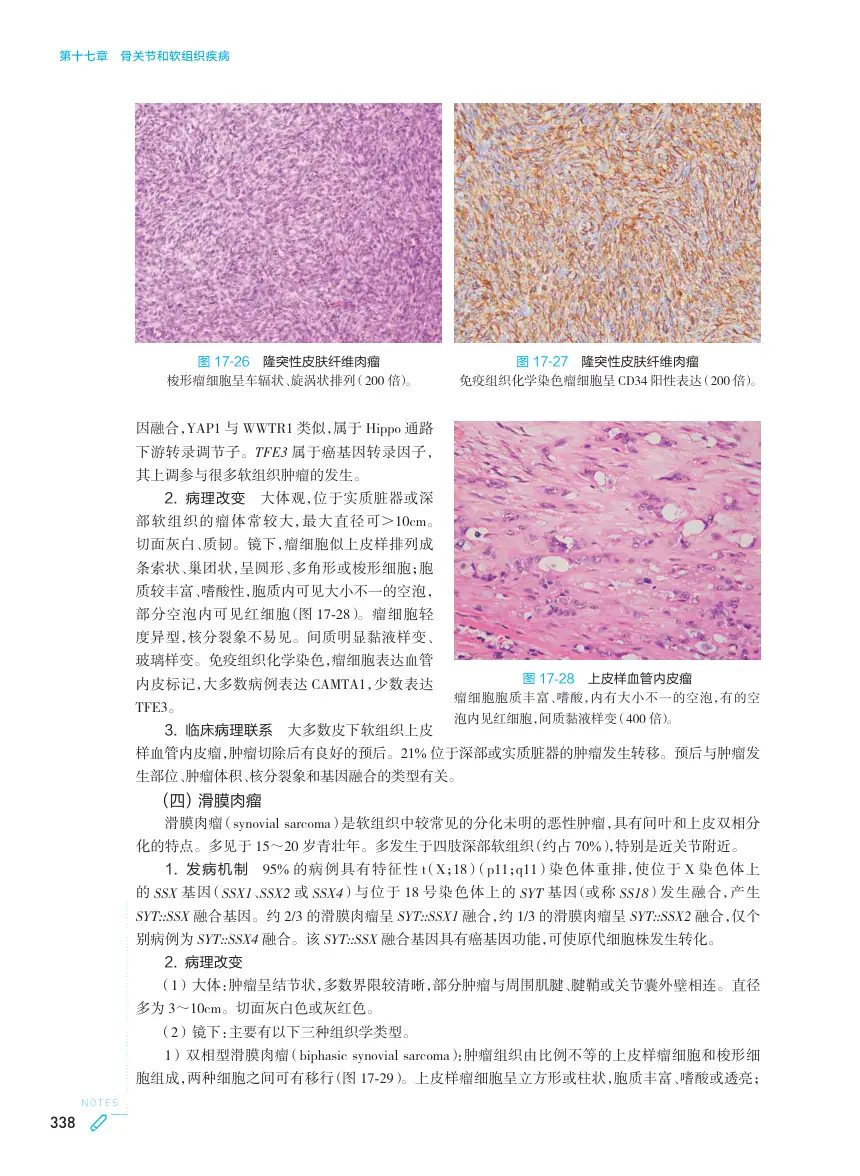 第十七章 骨关节和软组织疾病
图 17-26 隆突性皮肤纤维肉瘤
梭形瘤细胞呈车辐状、旋涡状排列（200 倍）。
图 17-27 隆突性皮肤纤维肉瘤
免疫组织化学染色瘤细胞呈 CD34 阳性表达（200 倍）。
因融合，YAP1 与 WWTR1 类似，属于 Hippo 通路
下游转录调节子。TFE3 属于癌基因转录因子，
其上调参与很多软组织肿瘤的发生。
2. 病理改变 大体观，位于实质脏器或深
部软组织的瘤体常较大，最大直径可＞10cm。
切面灰白、质韧。镜下，瘤细胞似上皮样排列成
条索状、巢团状，呈圆形、多角形或梭形细胞；胞
质较丰富、嗜酸性，胞质内可见大小不一的空泡，
部分空泡内可见红细胞（图 17-28）。瘤细胞轻
度异型，核分裂象不易见。间质明显黏液样变、
玻璃样变。免疫组织化学染色，瘤细胞表达血管
内皮标记，大多数病例表达 CAMTA1，少数表达
TFE3。
图 17-28 上皮样血管内皮瘤
瘤细胞胞质丰富、嗜酸，内有大小不一的空泡，有的空
泡内见红细胞，间质黏液样变（400 倍）。
3. 临床病理联系 大多数皮下软组织上皮
样血管内皮瘤，肿瘤切除后有良好的预后。21% 位于深部或实质脏器的肿瘤发生转移。预后与肿瘤发
生部位、肿瘤体积、核分裂象和基因融合的类型有关。
（四）滑膜肉瘤
滑膜肉瘤（synovial sarcoma）是软组织中较常见的分化未明的恶性肿瘤，具有间叶和上皮双相分
化的特点。多见于 15～20 岁青壮年。多发生于四肢深部软组织（约占 70%），特别是近关节附近。
1. 发病机制 95% 的病例具有特征性 t（X；18）（p11；q11）染色体重排，使位于 X 染色体上
的 SSX 基因（SSX1、SSX2 或 SSX4）与位于 18 号染色体上的 SYT 基因（或称 SS18）发生融合，产生
SYT::SSX 融合基因。约 2/3 的滑膜肉瘤呈 SYT::SSX1 融合，约 1/3 的滑膜肉瘤呈 SYT::SSX2 融合，仅个
别病例为 SYT::SSX4 融合。该 SYT::SSX 融合基因具有癌基因功能，可使原代细胞株发生转化。
2. 病理改变
（1）大体：肿瘤呈结节状，多数界限较清晰，部分肿瘤与周围肌腱、腱鞘或关节囊外壁相连。直径
多为 3～10cm。切面灰白色或灰红色。
（2）镜下：主要有以下三种组织学类型。
1）双相型滑膜肉瘤（biphasic synovial sarcoma）：肿瘤组织由比例不等的上皮样瘤细胞和梭形细
胞组成，两种细胞之间可有移行（图 17-29）。上皮样瘤细胞呈立方形或柱状，胞质丰富、嗜酸或透亮；
NOTES
338